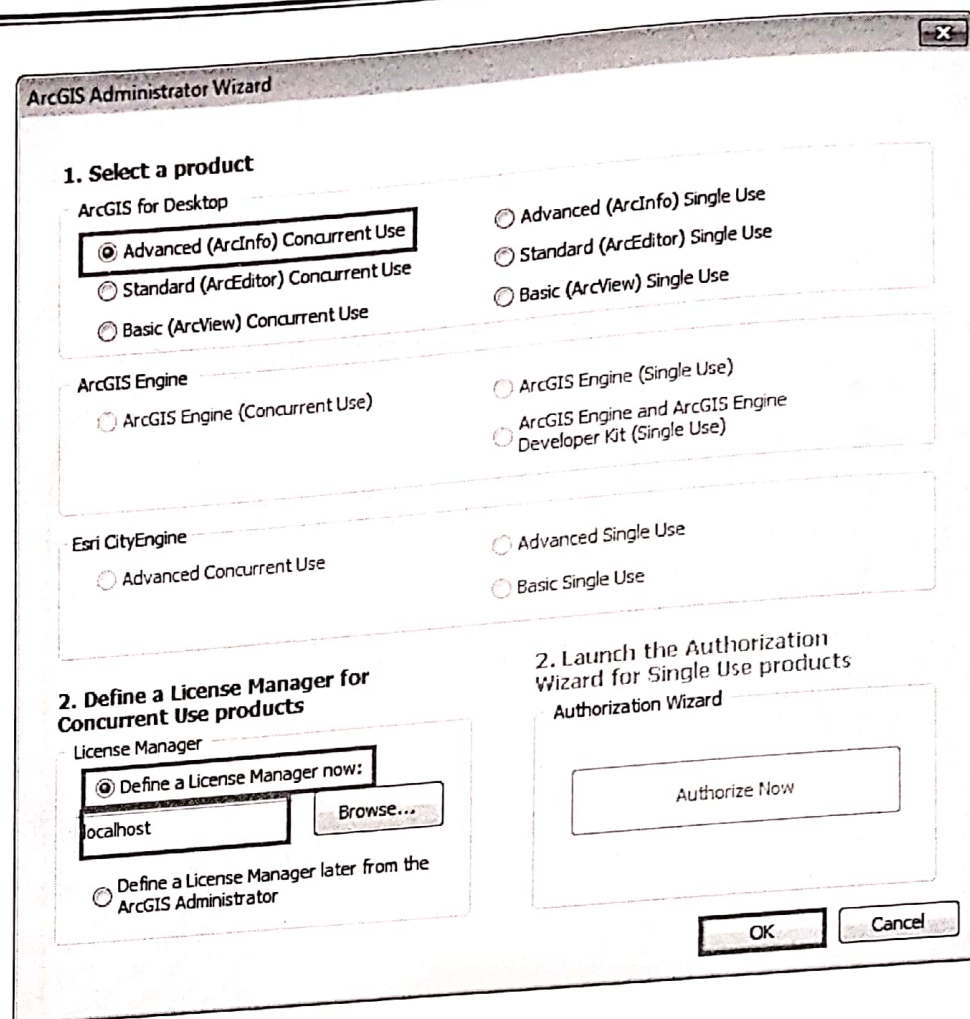 ArcGIS Administrator Wizard
1. Select a product
ArcGIS for Desktop
Advanced (ArcInfo) Concurrent Use
Standard (ArcEditor) Concurrent Use
Basic (ArcView) Concurrent Use
Advanced (ArcInfo) Single Use
Standard (ArcEditor) Single Use
Basic (ArcView) Single Use
ArcGIS Engine
ArcGIS Engine (Concurrent Use)
ArcGIS Engine (Single Use)
ArcGIS Engine and ArcGIS Engine
Developer Kit (Single Use)
Esri CityEngine
Advanced Concurrent Use
Advanced Single Use
Basic Single Use
2. Define a License Manager for
Concurrent Use products
License Manager
Define a License Manager now:
localhost
Browse...
Define a License Manager later from the
ArcGIS Administrator
2. Launch the Authorization
Wizard for Single Use products
Authorization Wizard
Authorize Now
OK
Cancel